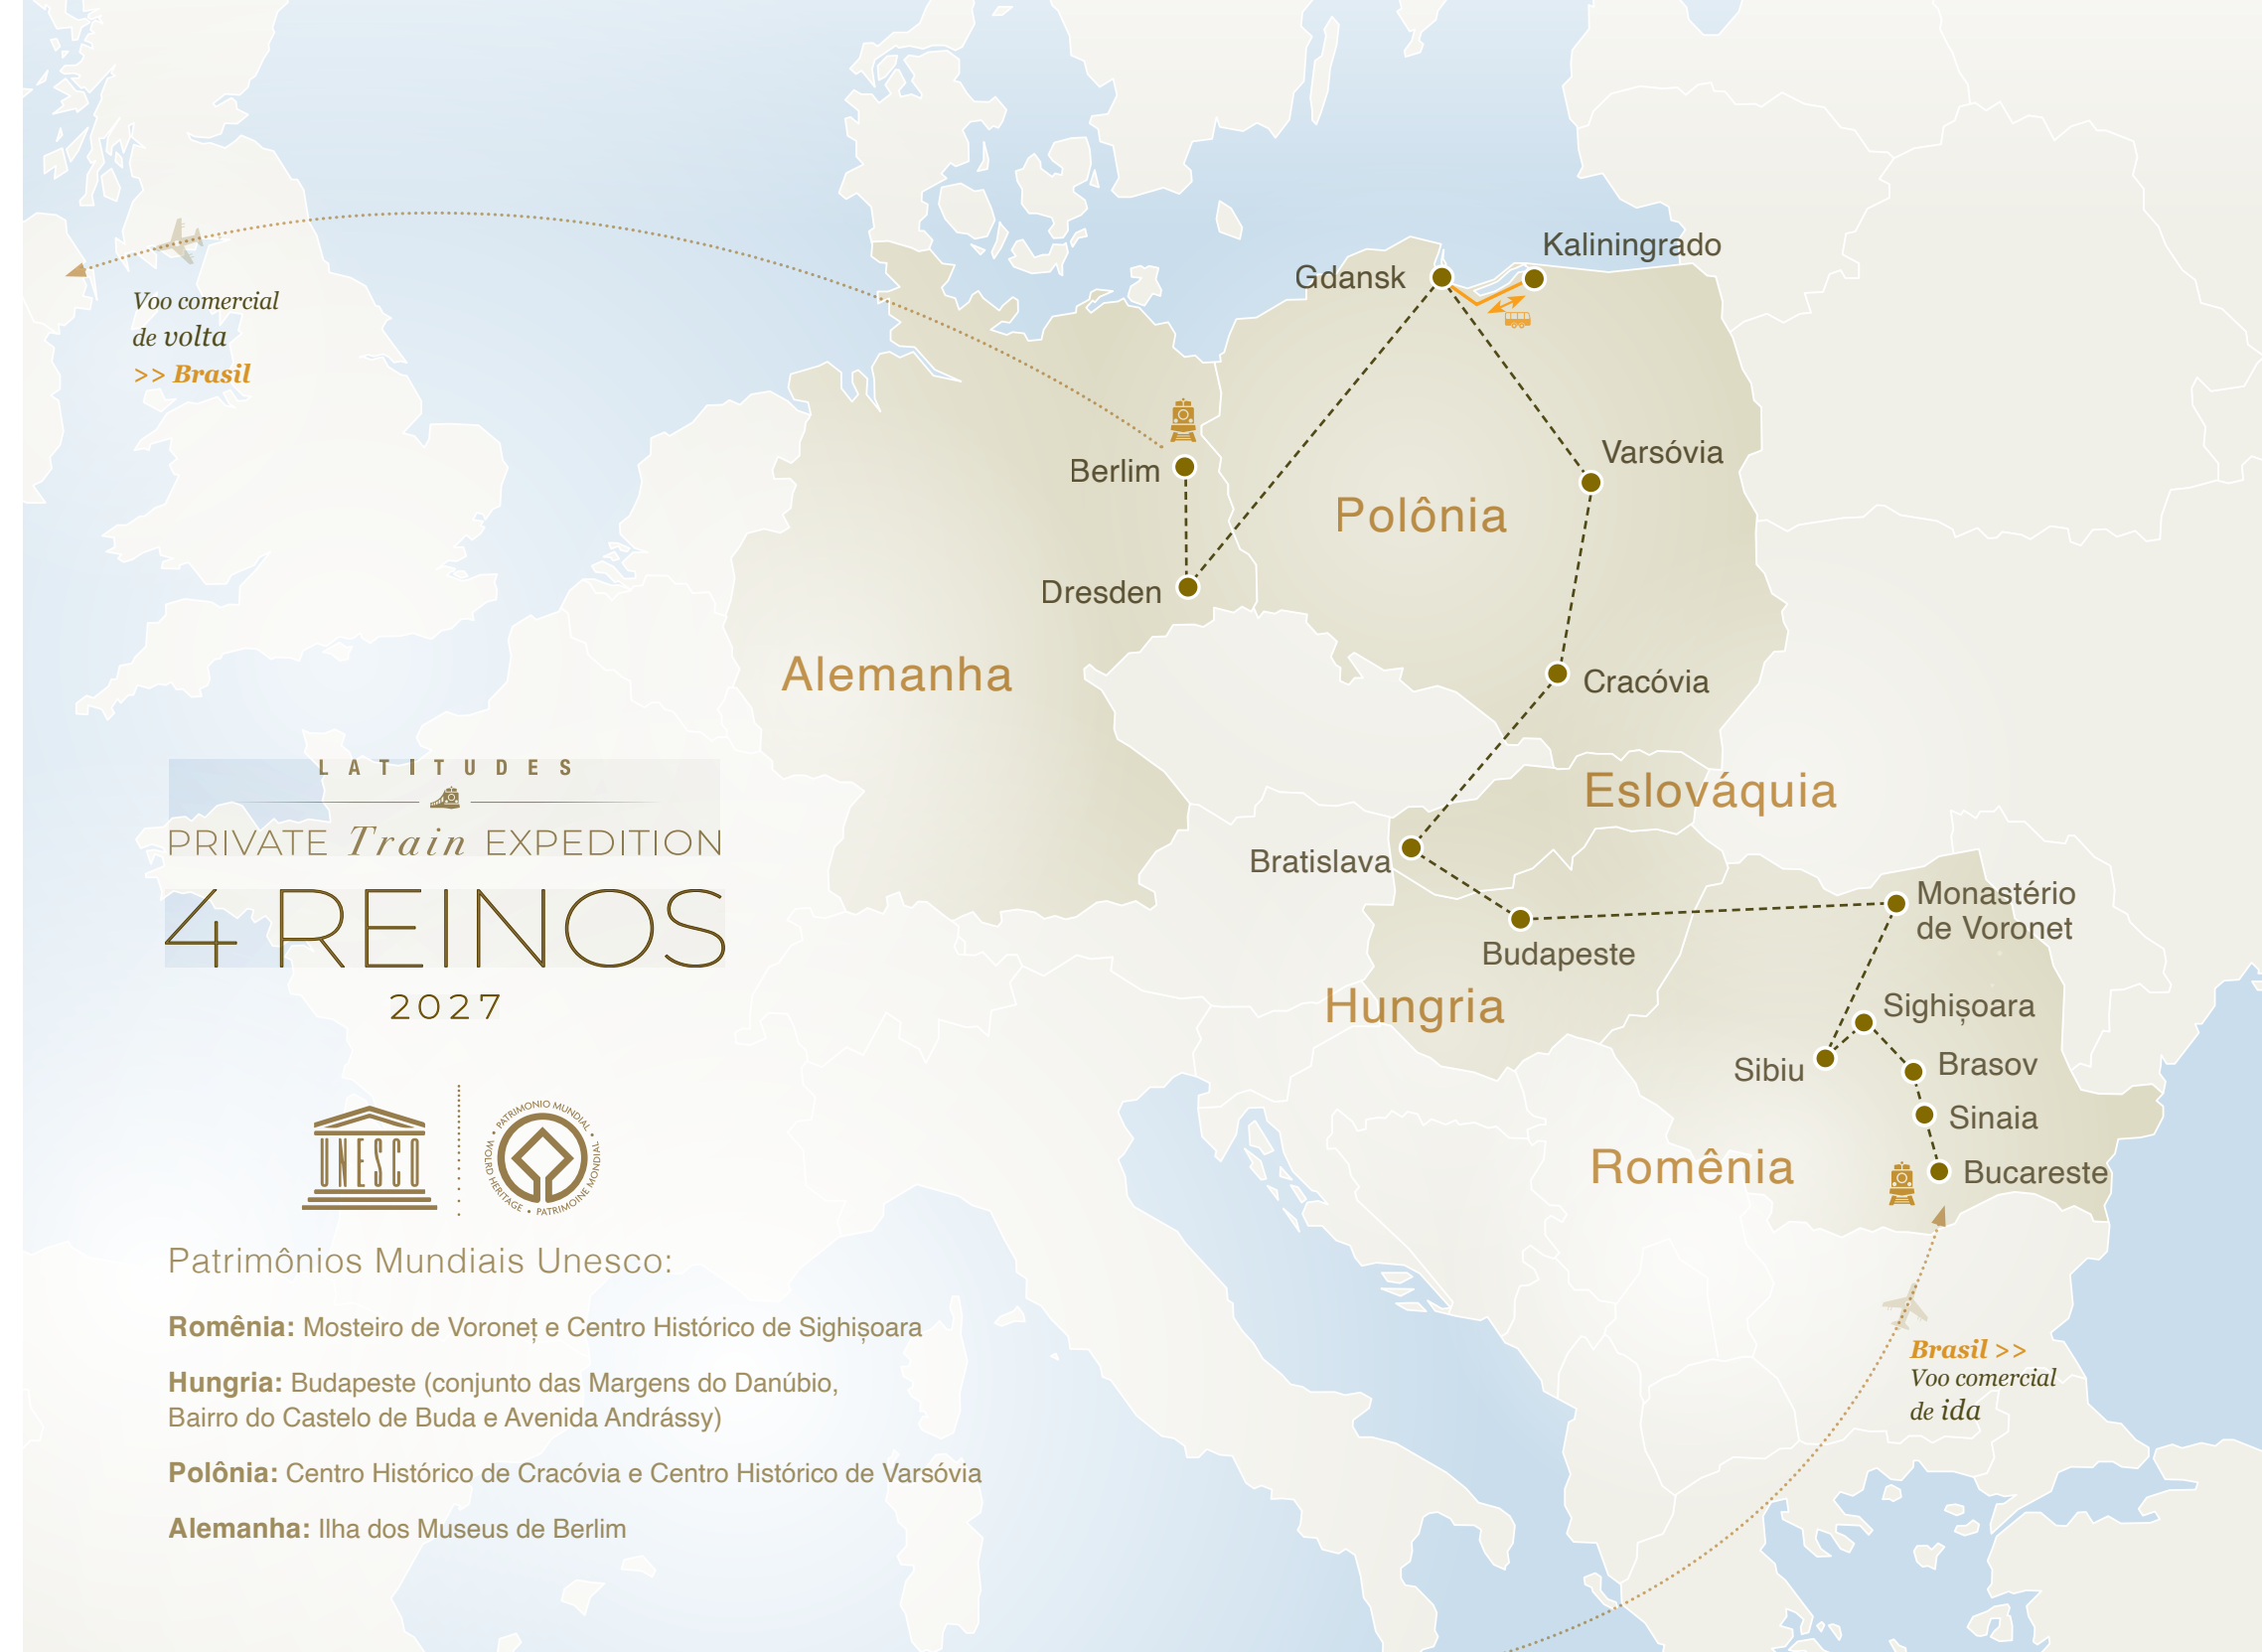 Kaliningrado
Gdansk
Voo comercial
de volta
>> Brasil
Varsóvia
Berlim
Polônia
Dresden
Alemanha
Cracóvia
LATITUDES
PRIVATE Train EXPEDITION
4 REINOS
2027
Eslováquia
Bratislava
Monastério
de Voronet
Budapeste
Hungria
Sighișoara
Sibiu
Brasov
Sinaia
Romênia
Bucareste
UNESCO
• PATRIMONIO MUNDIAL •
WOLRD HERITAGE • PATRIMOINE MONDIAL
Patrimônios Mundiais Unesco:
Romênia: Mosteiro de Voroneț e Centro Histórico de Sighișoara
Hungria: Budapeste (conjunto das Margens do Danúbio,
Bairro do Castelo de Buda e Avenida Andrássy)
Polônia: Centro Histórico de Cracóvia e Centro Histórico de Varsóvia
Alemanha: Ilha dos Museus de Berlim
Brasil >>
Voo comercial
de ida